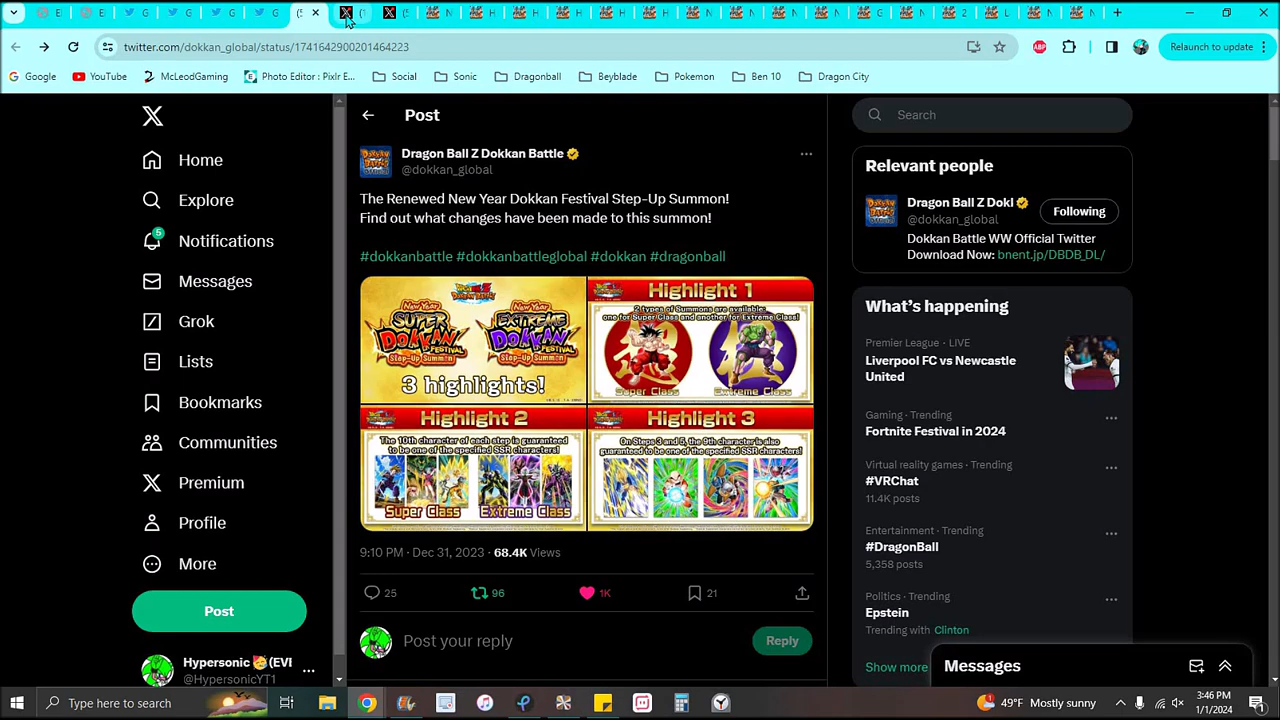 twitter.com/dokkan_global/status/1741642900201464223
Relaunch to update
Google YouTube McLeodGaming Photo Editor : Pixlr E... Social Sonic Dragonball Beyblade Pokemon Ben 10 Dragon City
Home
Explore
5
Notifications
Messages
Grok
Lists
Bookmarks
Communities
Premium
Profile
More
Post
Hypersonic (EVI
@HypersonicYT1
Post
Dragon Ball Z Dokkan Battle
@dokkan_global
The Renewed New Year Dokkan Festival Step-Up Summon!
Find out what changes have been made to this summon!
#dokkanbattle #dokkanbattleglobal #dokkan #dragonball
New Year
SUPER
DOKKAN
FESTIVAL
Step-Up Summon
New Year
EXTREME
DOKKAN
FESTIVAL
Step-Up Summon
3 highlights!
Highlight 1
2 types of Summons are available:
one for Super Class and another for Extreme Class!
Super Class
Extreme Class
Highlight 2
The 10th character of each step is guaranteed
to be one of the specified SSR characters!
Super Class
Extreme Class
Highlight 3
On Steps 3 and 5, the 9th character is also
guaranteed to be one of the specified SSR characters!
9:10 PM · Dec 31, 2023 · 68.4K Views
25 96 1K 21
Post your reply
Reply
Search
Relevant people
Dragon Ball Z Dokl
@dokkan_global
Following
Dokkan Battle WW Official Twitter
Download Now: bnent.jp/DBDB_DL/
What's happening
Premier League · LIVE
Liverpool FC vs Newcastle
United
Gaming · Trending
Fortnite Festival in 2024
Virtual reality games · Trending
#VRChat
11.4K posts
Entertainment · Trending
#DragonBall
5,358 posts
Politics · Trending
Epstein
Trending with Clinton
Show more
Messages
Type here to search
49°F Mostly sunny
3:46 PM
1/1/2024